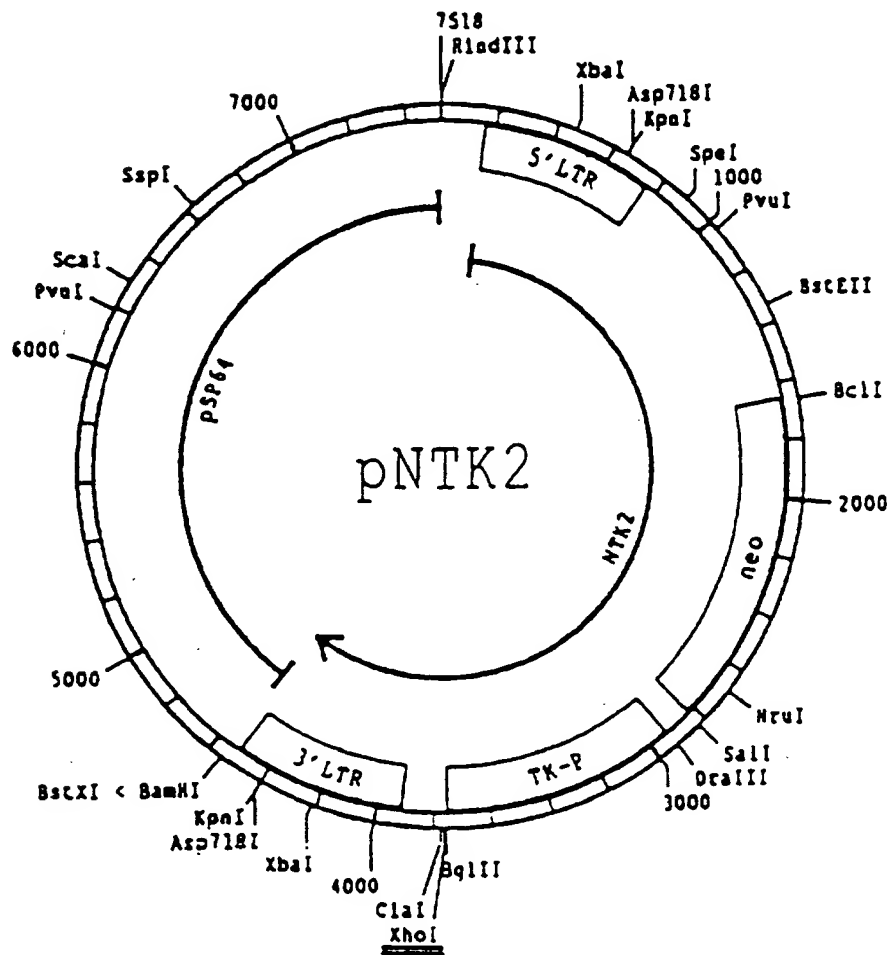 7518
RindIII
XbaI
Asp718I
KpnI
SpeI
1000
PvuI
BstEII
BclI
2000
NruI
SalI
DraIII
3000
BglII
ClaI
XhoI
4000
XbaI
Asp718I
KpnI
BstXI < BamHI
5000
6000
PvuI
ScaI
SspI
7000
5'LTR
neo
TK-P
3'LTR
pSP64
NTK2
pNTK2